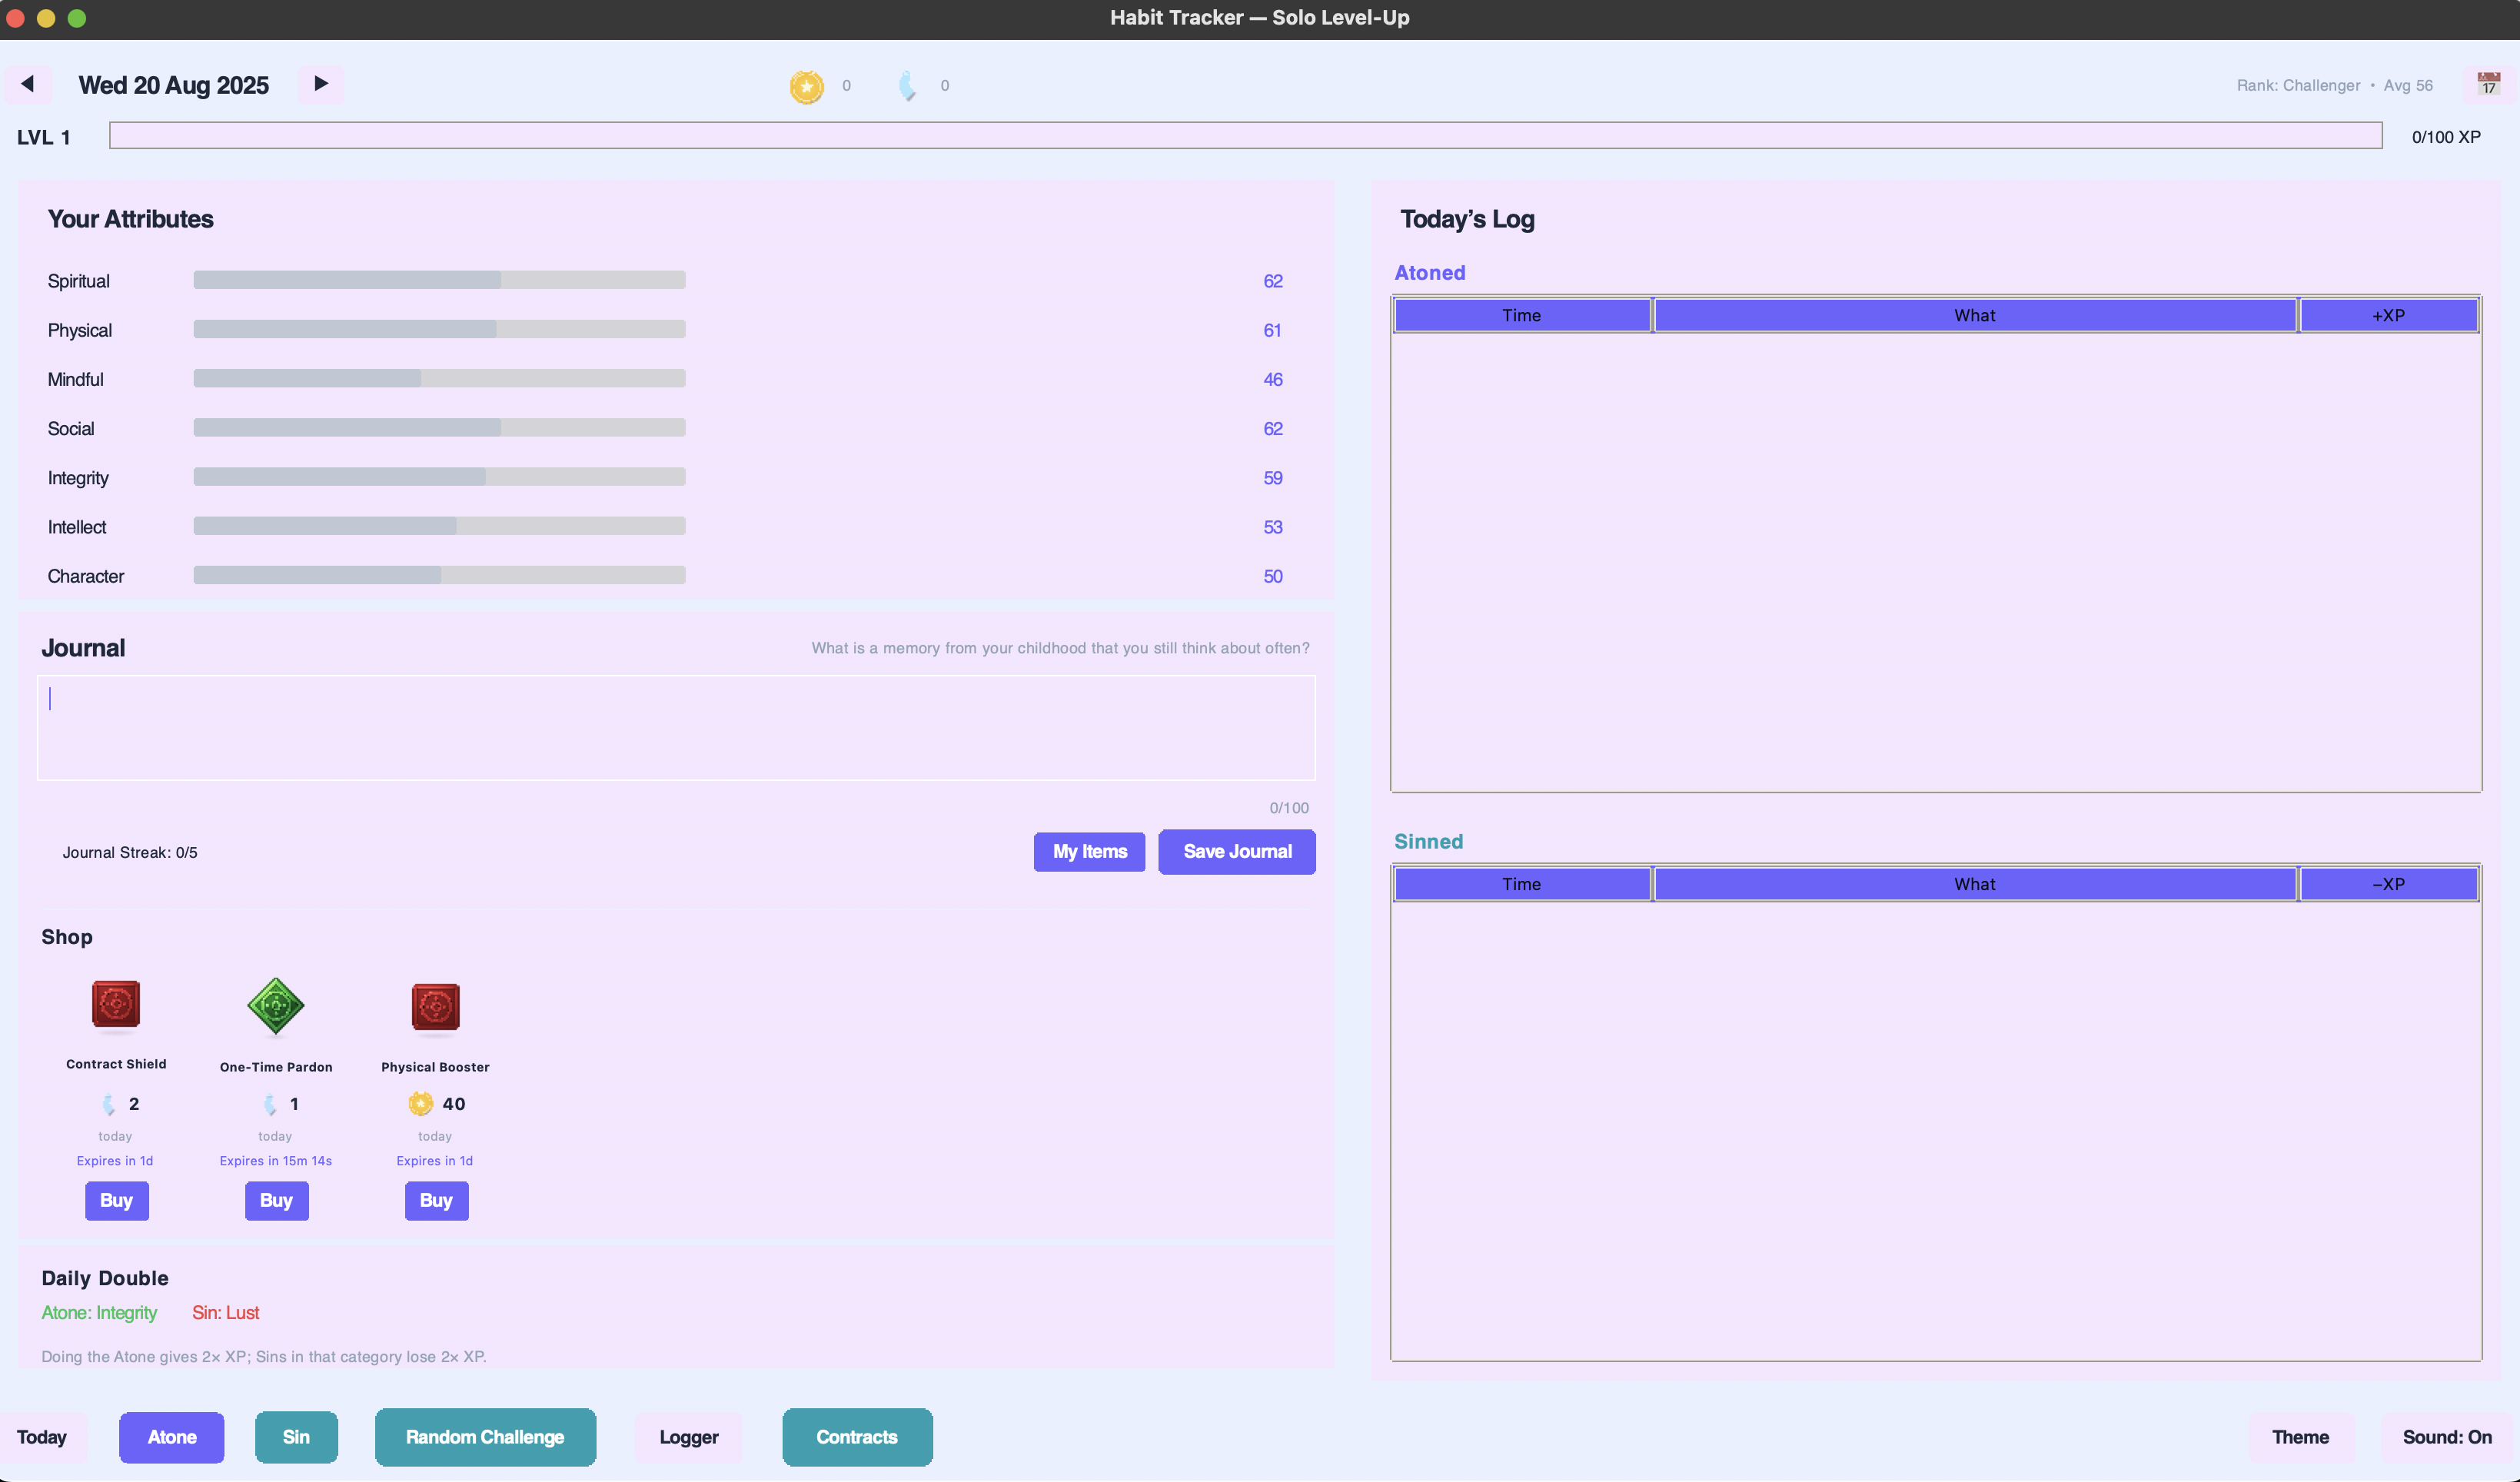 Habit Tracker — Solo Level-Up
Wed 20 Aug 2025
0
0
Rank: Challenger • Avg 56
17
LVL 1
0/100 XP
Your Attributes
Spiritual 62
Physical 61
Mindful 46
Social 62
Integrity 59
Intellect 53
Character 50
Journal
What is a memory from your childhood that you still think about often?
0/100
Journal Streak: 0/5
My Items
Save Journal
Shop
Contract Shield
2
today
Expires in 1d
Buy
One-Time Pardon
1
today
Expires in 15m 14s
Buy
Physical Booster
40
today
Expires in 1d
Buy
Daily Double
Atone: Integrity
Sin: Lust
Doing the Atone gives 2× XP; Sins in that category lose 2× XP.
Today's Log
Atoned
Time What +XP
Sinned
Time What –XP
Today
Atone
Sin
Random Challenge
Logger
Contracts
Theme
Sound: On